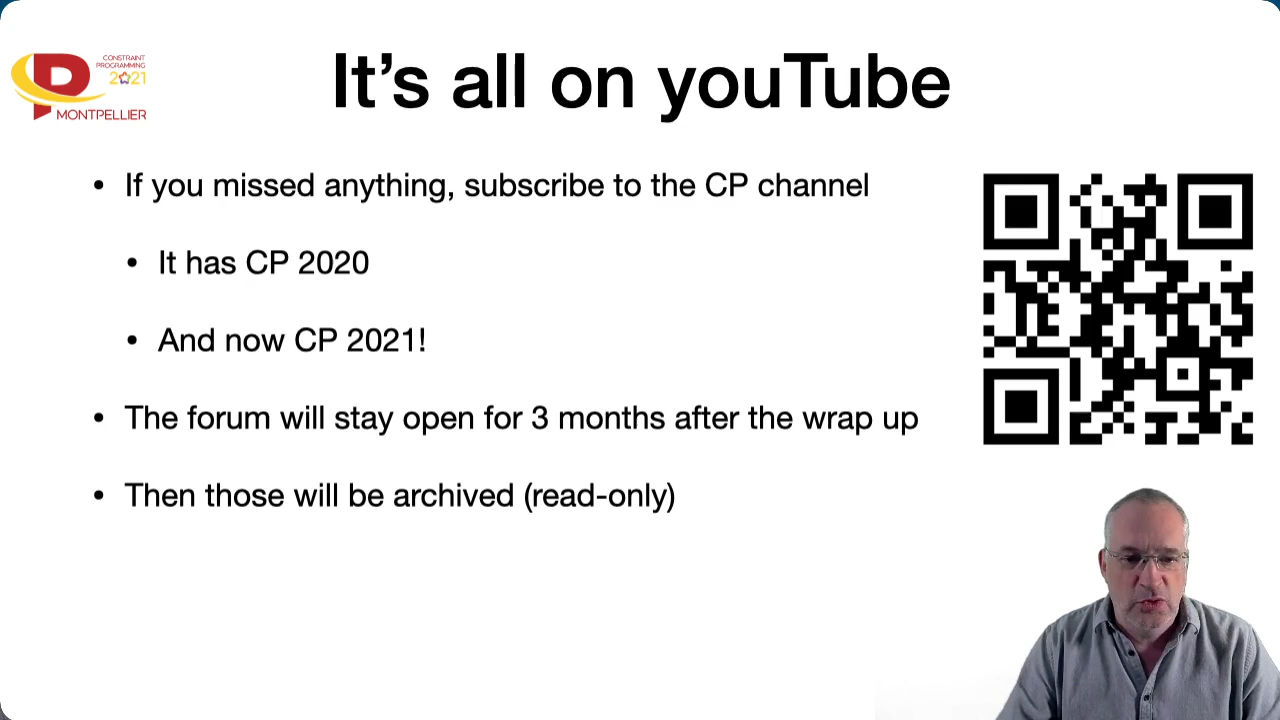 CONSTRAINT
PROGRAMMING
2021
MONTPELLIER
It's all on youTube
• If you missed anything, subscribe to the CP channel
• It has CP 2020
• And now CP 2021!
• The forum will stay open for 3 months after the wrap up
• Then those will be archived (read-only)